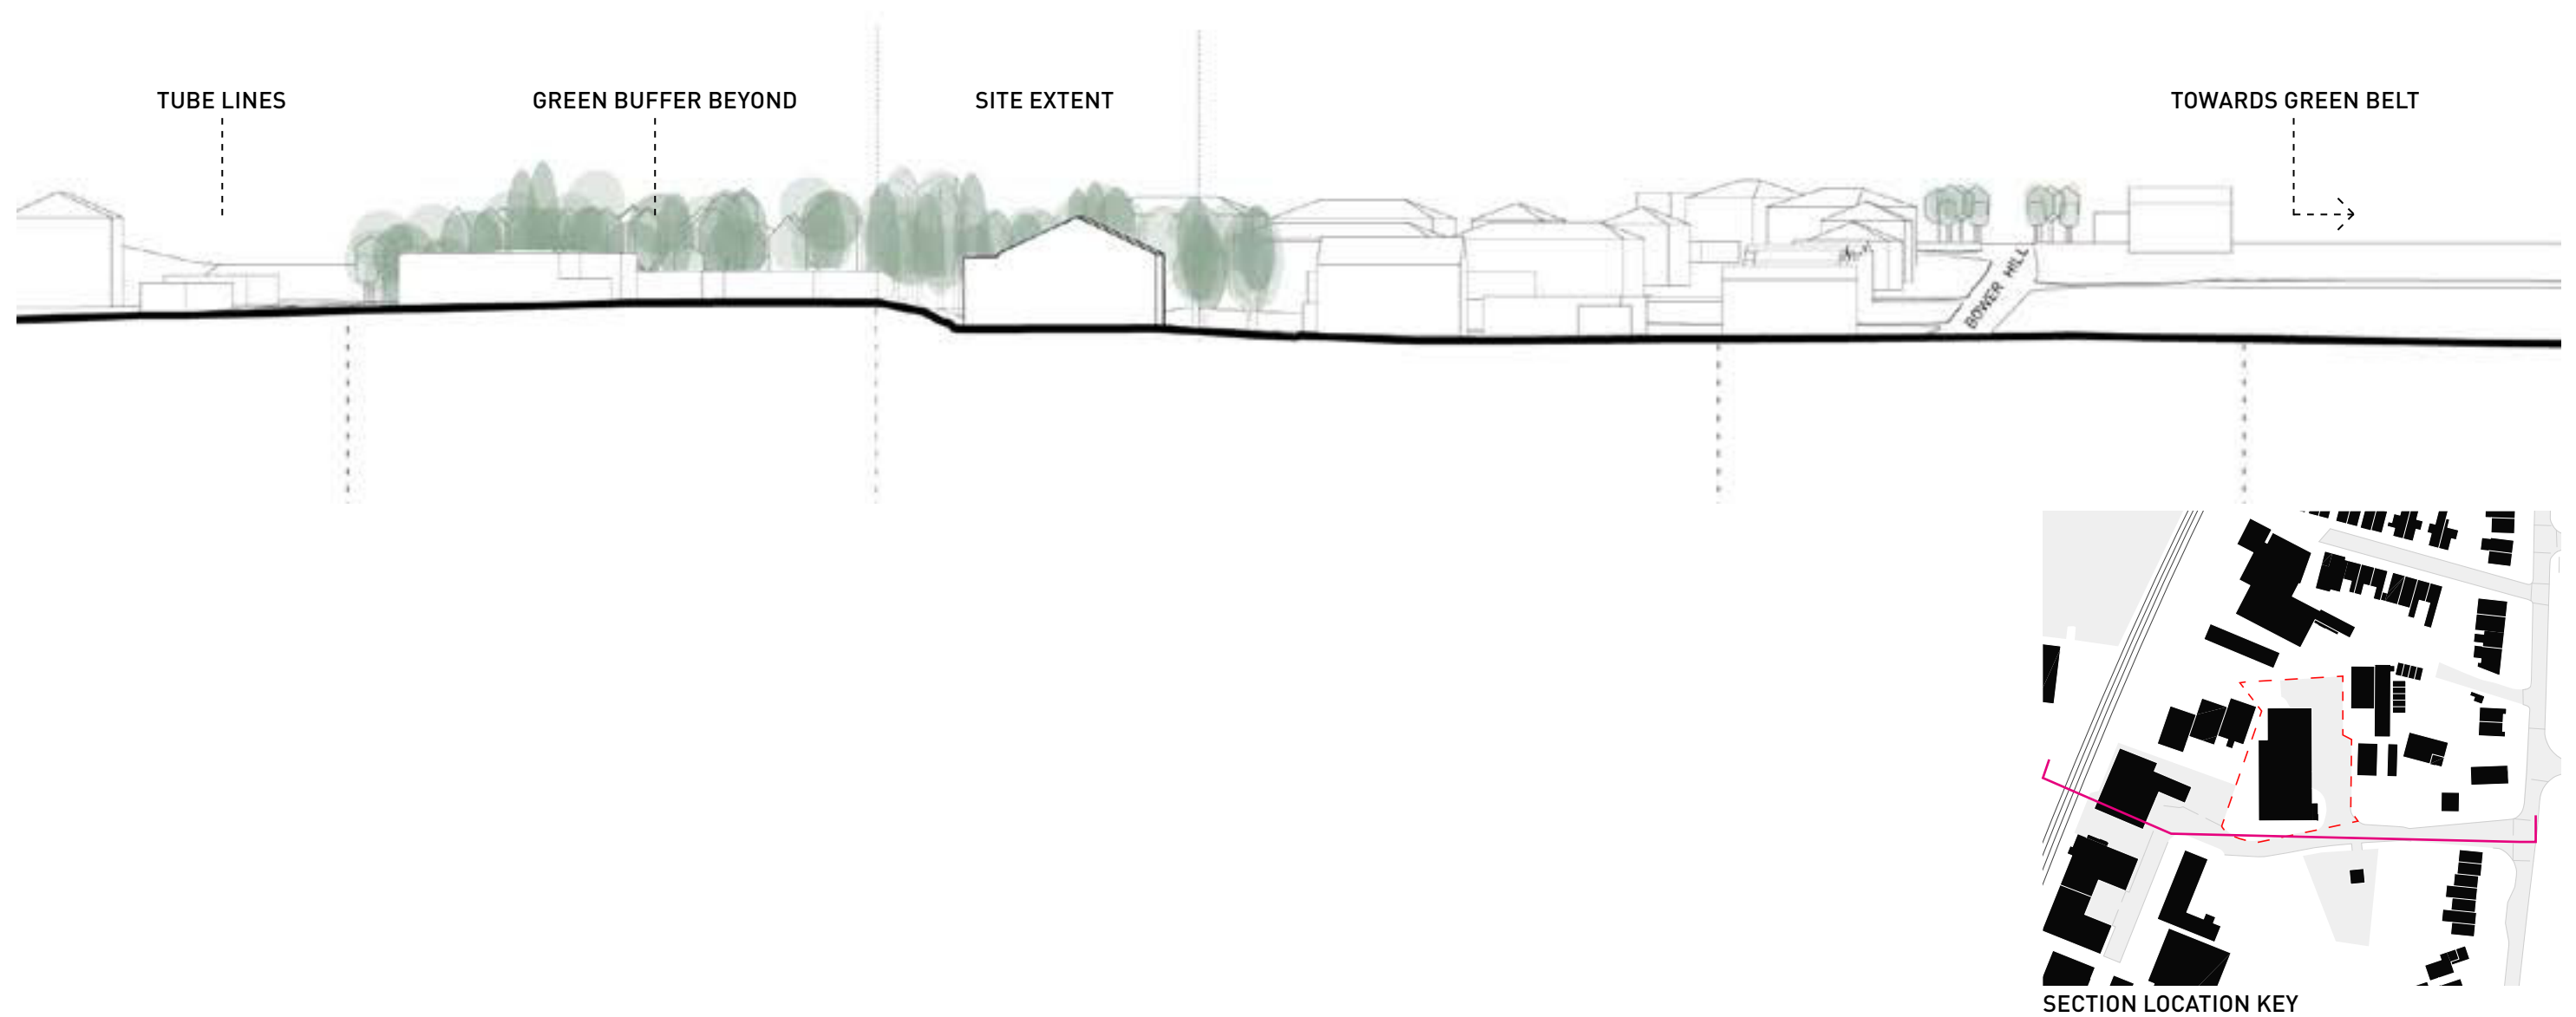 TUBE LINES
GREEN BUFFER BEYOND
SITE EXTENT
TOWARDS GREEN BELT
BOWER HILL
SECTION LOCATION KEY